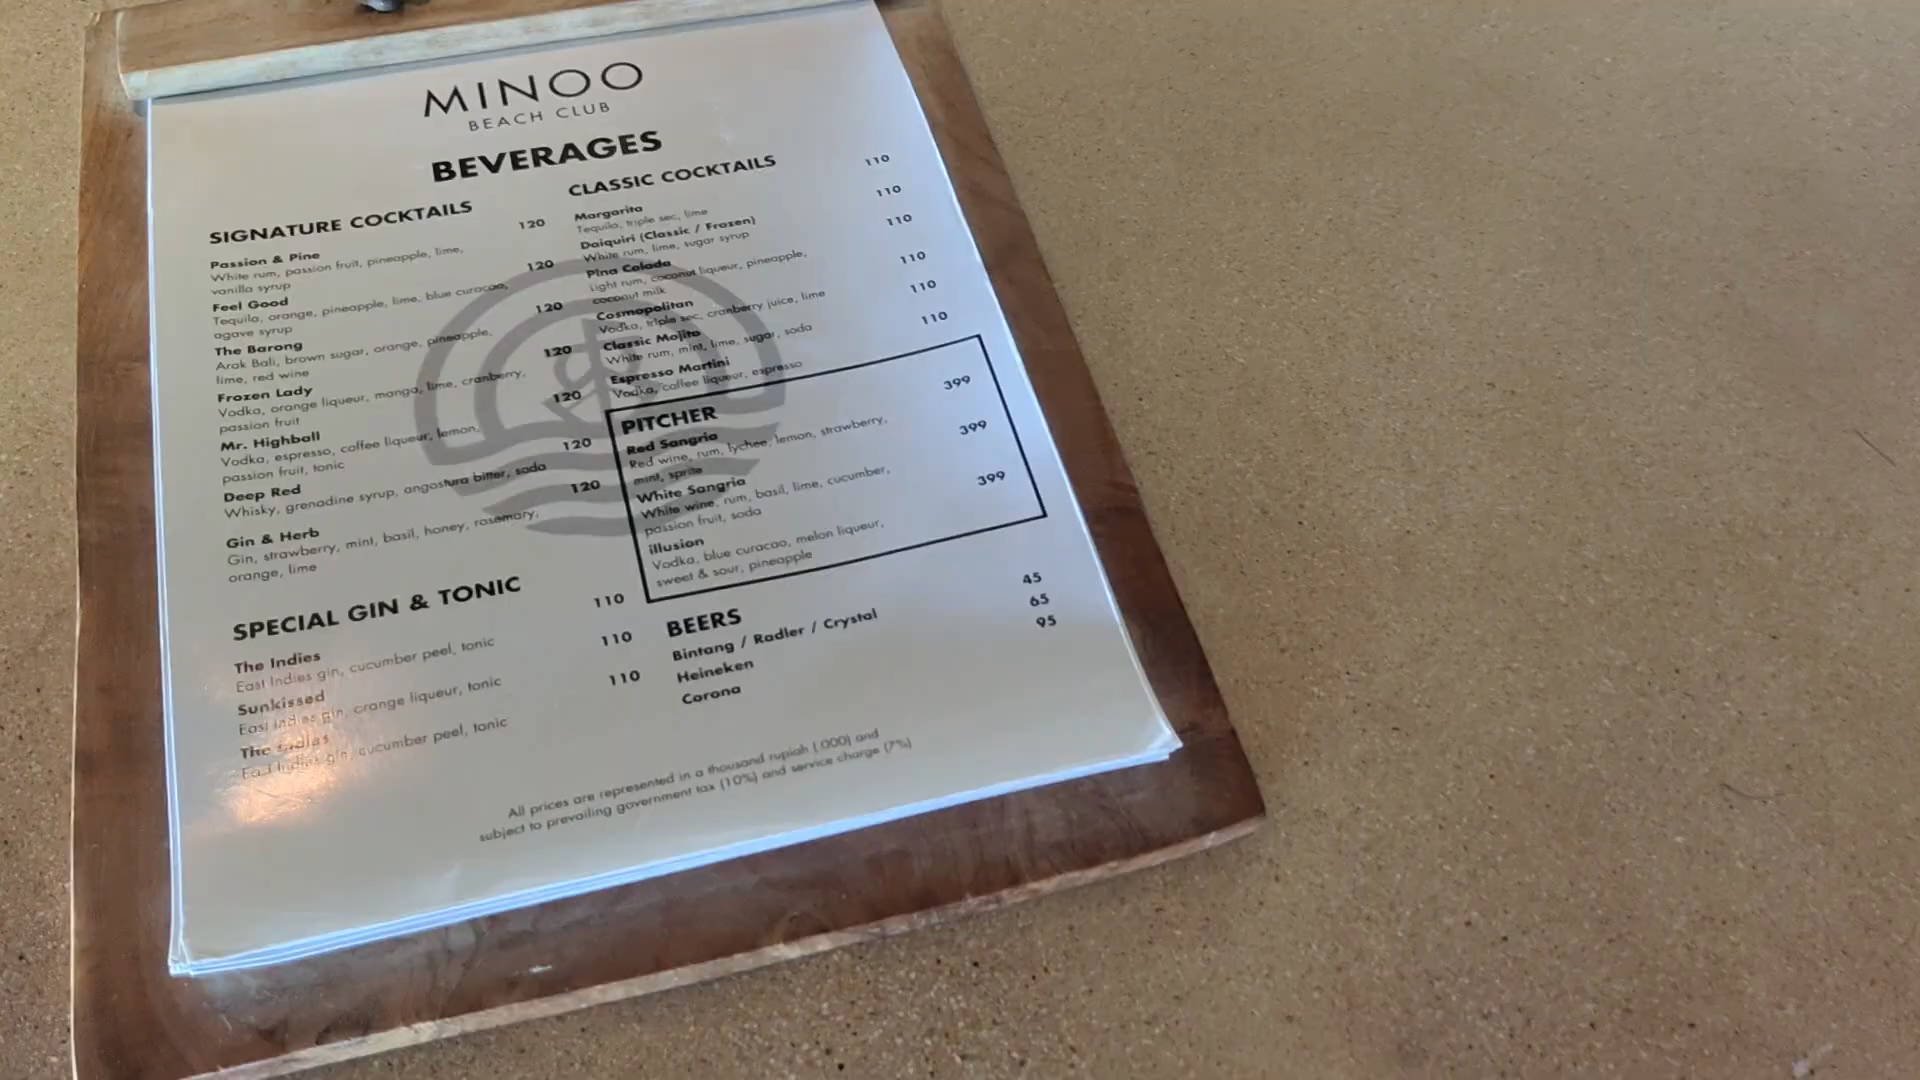 MINOO
BEACH CLUB
BEVERAGES
SIGNATURE COCKTAILS
Passion & Pine 120
White rum, passion fruit, pineapple, lime,
vanilla syrup
Feel Good 120
Tequila, orange, pineapple, lime, blue curacao,
agave syrup
The Barong 120
Arak Bali, brown sugar, orange, pineapple,
lime, red wine
Frozen Lady 120
Vodka, orange liqueur, mango, lime, cranberry,
passion fruit
Mr. Highball 120
Vodka, espresso, coffee liqueur, lemon,
passion fruit, tonic
Deep Red 120
Whisky, grenadine syrup, angostura bitter, soda
Gin & Herb 120
Gin, strawberry, mint, basil, honey, rosemary,
orange, lime
SPECIAL GIN & TONIC
The Indies 110
East Indies gin, cucumber peel, tonic
Sunkissed 110
East Indies gin, orange liqueur, tonic
The Indies 110
East Indies gin, cucumber peel, tonic
CLASSIC COCKTAILS
Margarita 110
Tequila, triple sec, lime
Daiquiri (Classic / Frozen) 110
White rum, lime, sugar syrup
Pina Colada 110
Light rum, coconut liqueur, pineapple,
coconut milk
Cosmopolitan 110
Vodka, triple sec, cranberry juice, lime
Classic Mojito 110
White rum, mint, lime, sugar, soda
Espresso Martini 110
Vodka, coffee liqueur, espresso
PITCHER
Red Sangria 399
Red wine, rum, lychee, lemon, strawberry,
mint, sprite
White Sangria 399
White wine, rum, basil, lime, cucumber,
passion fruit, soda
illusion 399
Vodka, blue curacao, melon liqueur,
sweet & sour, pineapple
BEERS
Bintang / Radler / Crystal 45
Heineken 65
Corona 95
All prices are represented in a thousand rupiah (.000) and
subject to prevailing government tax (10%) and service charge (7%)